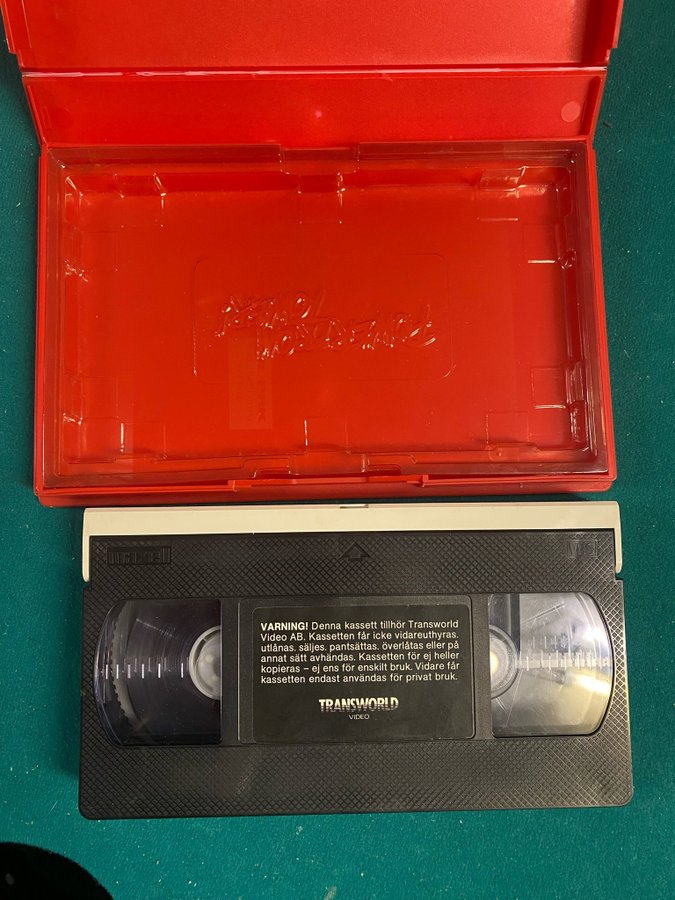 VARNING! Denna kassett tillhör Transworld
Video AB. Kassetten får icke vidareuthyras.
utlånas. säljes. pantsättas. överlåtas eller på
annat sätt avhändas. Kassetten får ej heller
kopieras – ej ens för enskilt bruk. Vidare får
kassetten endast användas för privat bruk.
TRANSWORLD
VIDEO